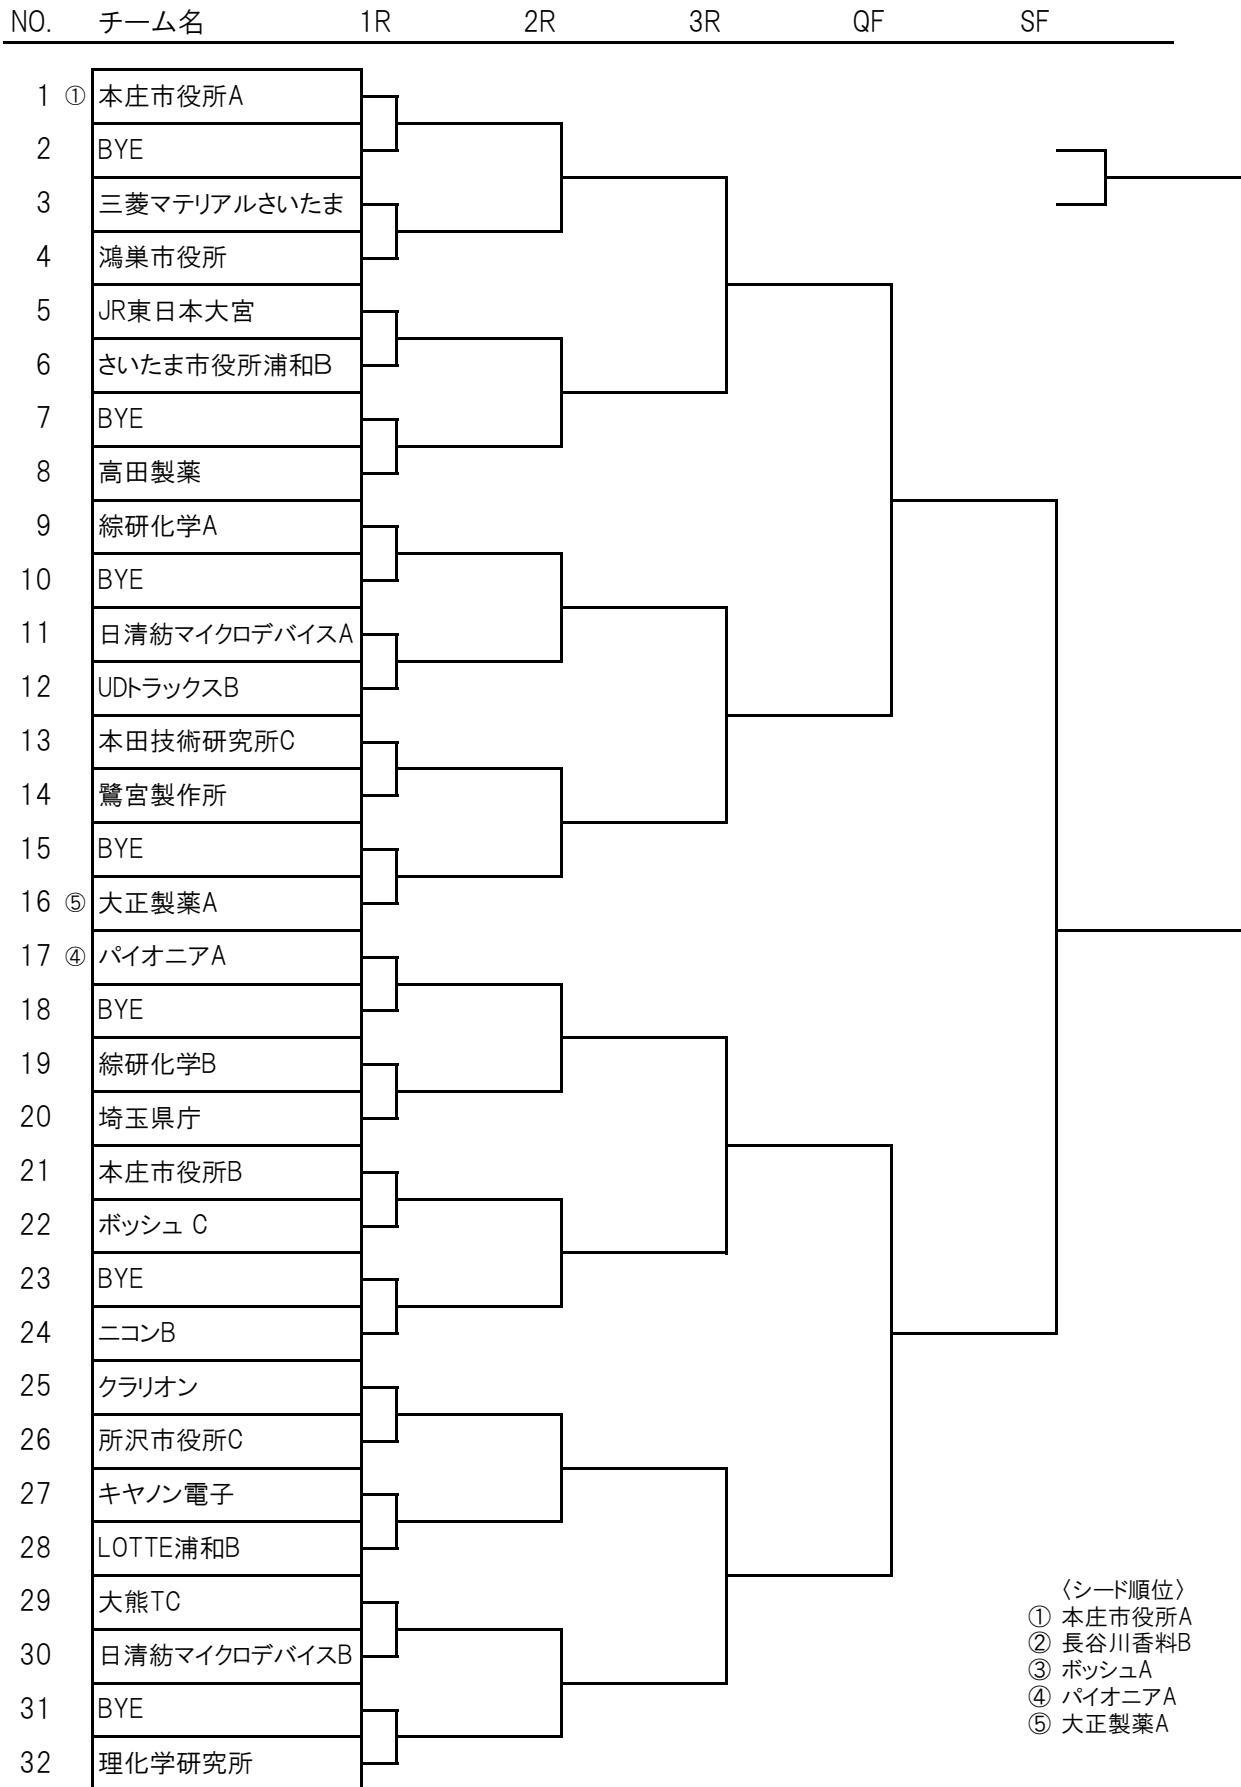 NO. チーム名 1R 2R 3R QF SF
1 ① 本庄市役所A
2 BYE
3 三菱マテリアルさいたま
4 鴻巣市役所
5 JR東日本大宮
6 さいたま市役所浦和B
7 BYE
8 高田製薬
9 綜研化学A
10 BYE
11 日清紡マイクロデバイスA
12 UDトラックスB
13 本田技術研究所C
14 鷺宮製作所
15 BYE
16 ⑤ 大正製薬A
17 ④ パイオニアA
18 BYE
19 綜研化学B
20 埼玉県庁
21 本庄市役所B
22 ボッシュ C
23 BYE
24 ニコンB
25 クラリオン
26 所沢市役所C
27 キヤノン電子
28 LOTTE浦和B
29 大熊TC
30 日清紡マイクロデバイスB
31 BYE
32 理化学研究所
〈シード順位〉
① 本庄市役所A
② 長谷川香料B
③ ボッシュA
④ パイオニアA
⑤ 大正製薬A